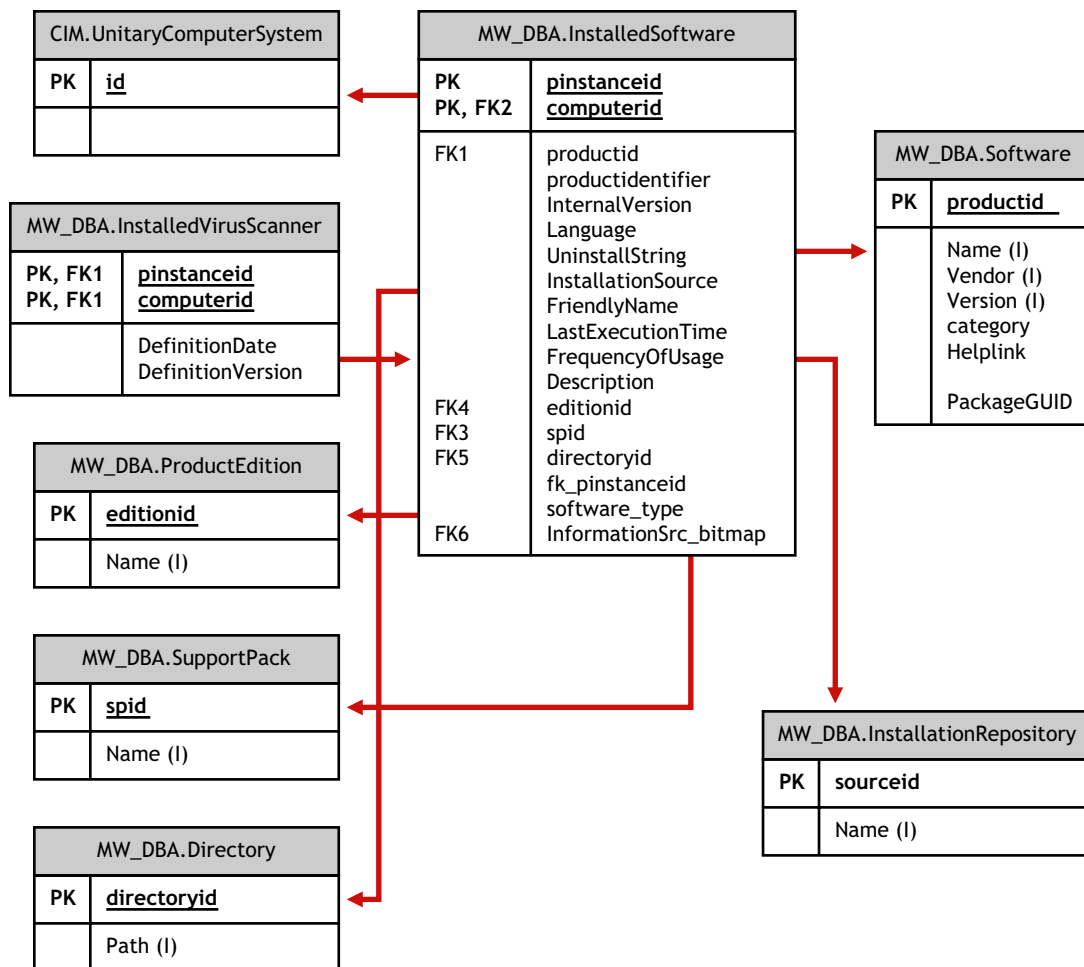 CIM.UnitaryComputerSystem
PK id
MW_DBA.InstalledSoftware
PK pinstanceid
PK, FK2 computerid
FK1 productid
productidentifier
InternalVersion
Language
UninstallString
InstallationSource
FriendlyName
LastExecutionTime
FrequencyOfUsage
Description
FK4 editionid
FK3 spid
FK5 directoryid
fk_pinstanceid
software_type
FK6 InformationSrc_bitmap
MW_DBA.Software
PK productid
Name (I)
Vendor (I)
Version (I)
category
Helplink
PackageGUID
MW_DBA.InstalledVirusScanner
PK, FK1 pinstanceid
PK, FK1 computerid
DefinitionDate
DefinitionVersion
MW_DBA.ProductEdition
PK editionid
Name (I)
MW_DBA.SupportPack
PK spid
Name (I)
MW_DBA.InstallationRepository
PK sourceid
Name (I)
MW_DBA.Directory
PK directoryid
Path (I)